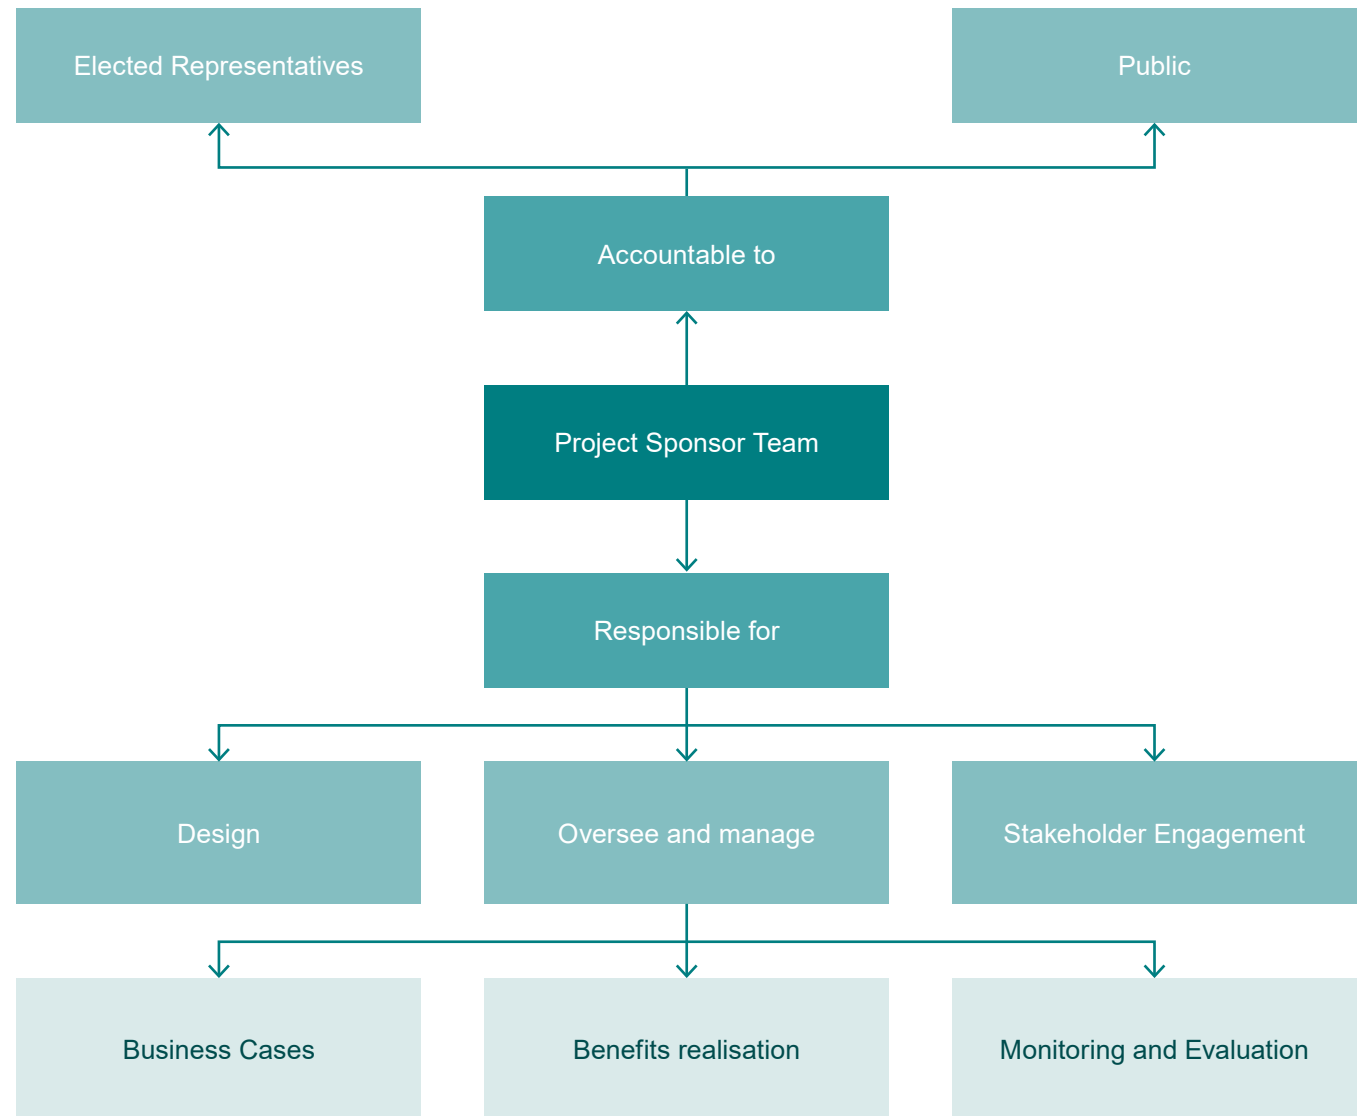 Elected Representatives
Public
Accountable to
Project Sponsor Team
Responsible for
Design
Oversee and manage
Stakeholder Engagement
Business Cases
Benefits realisation
Monitoring and Evaluation